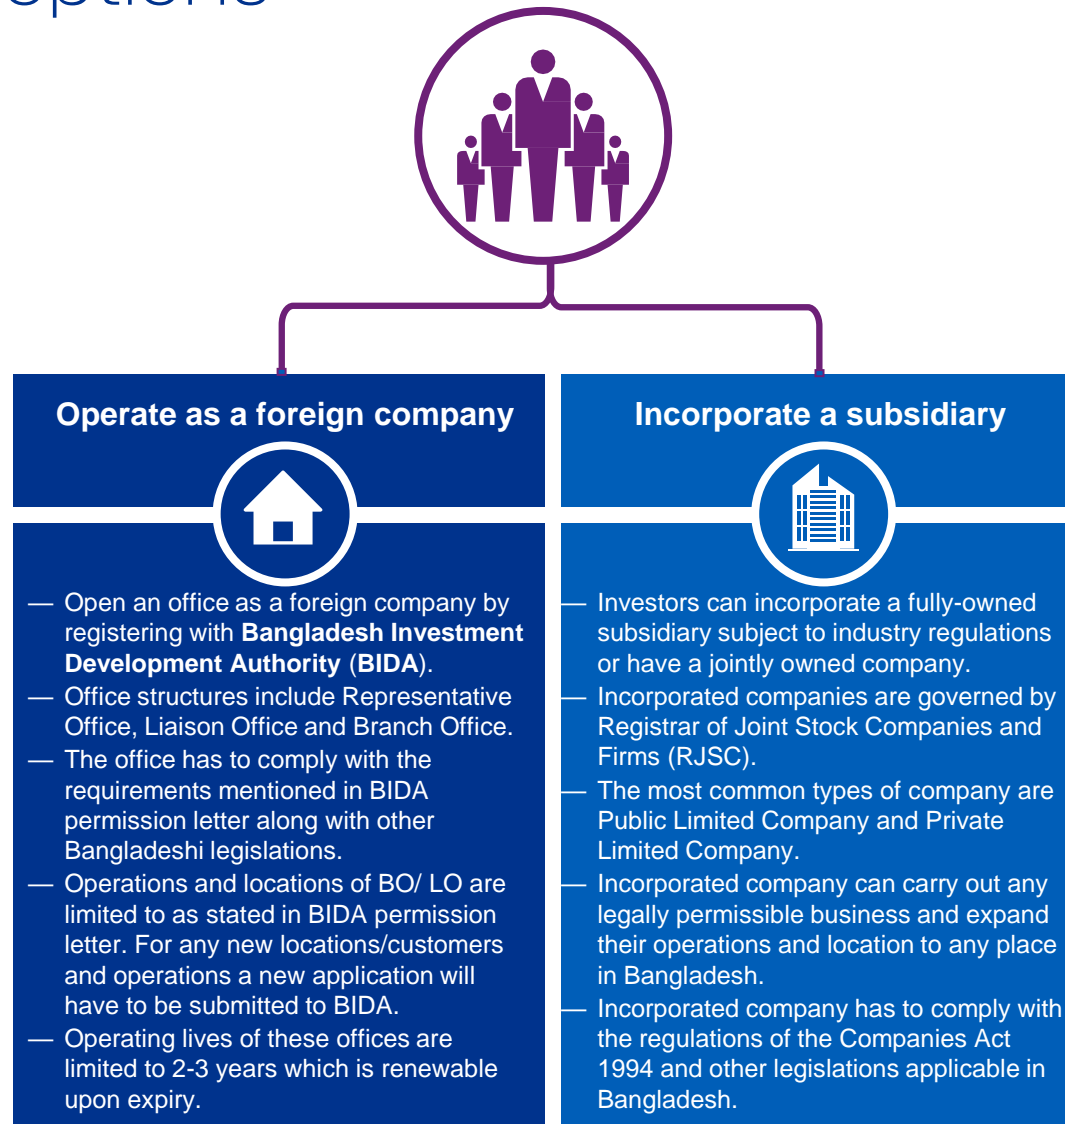 options
Operate as a foreign company
— Open an office as a foreign company by
registering with Bangladesh Investment
Development Authority (BIDA).
— Office structures include Representative
Office, Liaison Office and Branch Office.
— The office has to comply with the
requirements mentioned in BIDA
permission letter along with other
Bangladeshi legislations.
— Operations and locations of BO/ LO are
limited to as stated in BIDA permission
letter. For any new locations/customers
and operations a new application will
have to be submitted to BIDA.
— Operating lives of these offices are
limited to 2-3 years which is renewable
upon expiry.
Incorporate a subsidiary
— Investors can incorporate a fully-owned
subsidiary subject to industry regulations
or have a jointly owned company.
— Incorporated companies are governed by
Registrar of Joint Stock Companies and
Firms (RJSC).
— The most common types of company are
Public Limited Company and Private
Limited Company.
— Incorporated company can carry out any
legally permissible business and expand
their operations and location to any place
in Bangladesh.
— Incorporated company has to comply with
the regulations of the Companies Act
1994 and other legislations applicable in
Bangladesh.